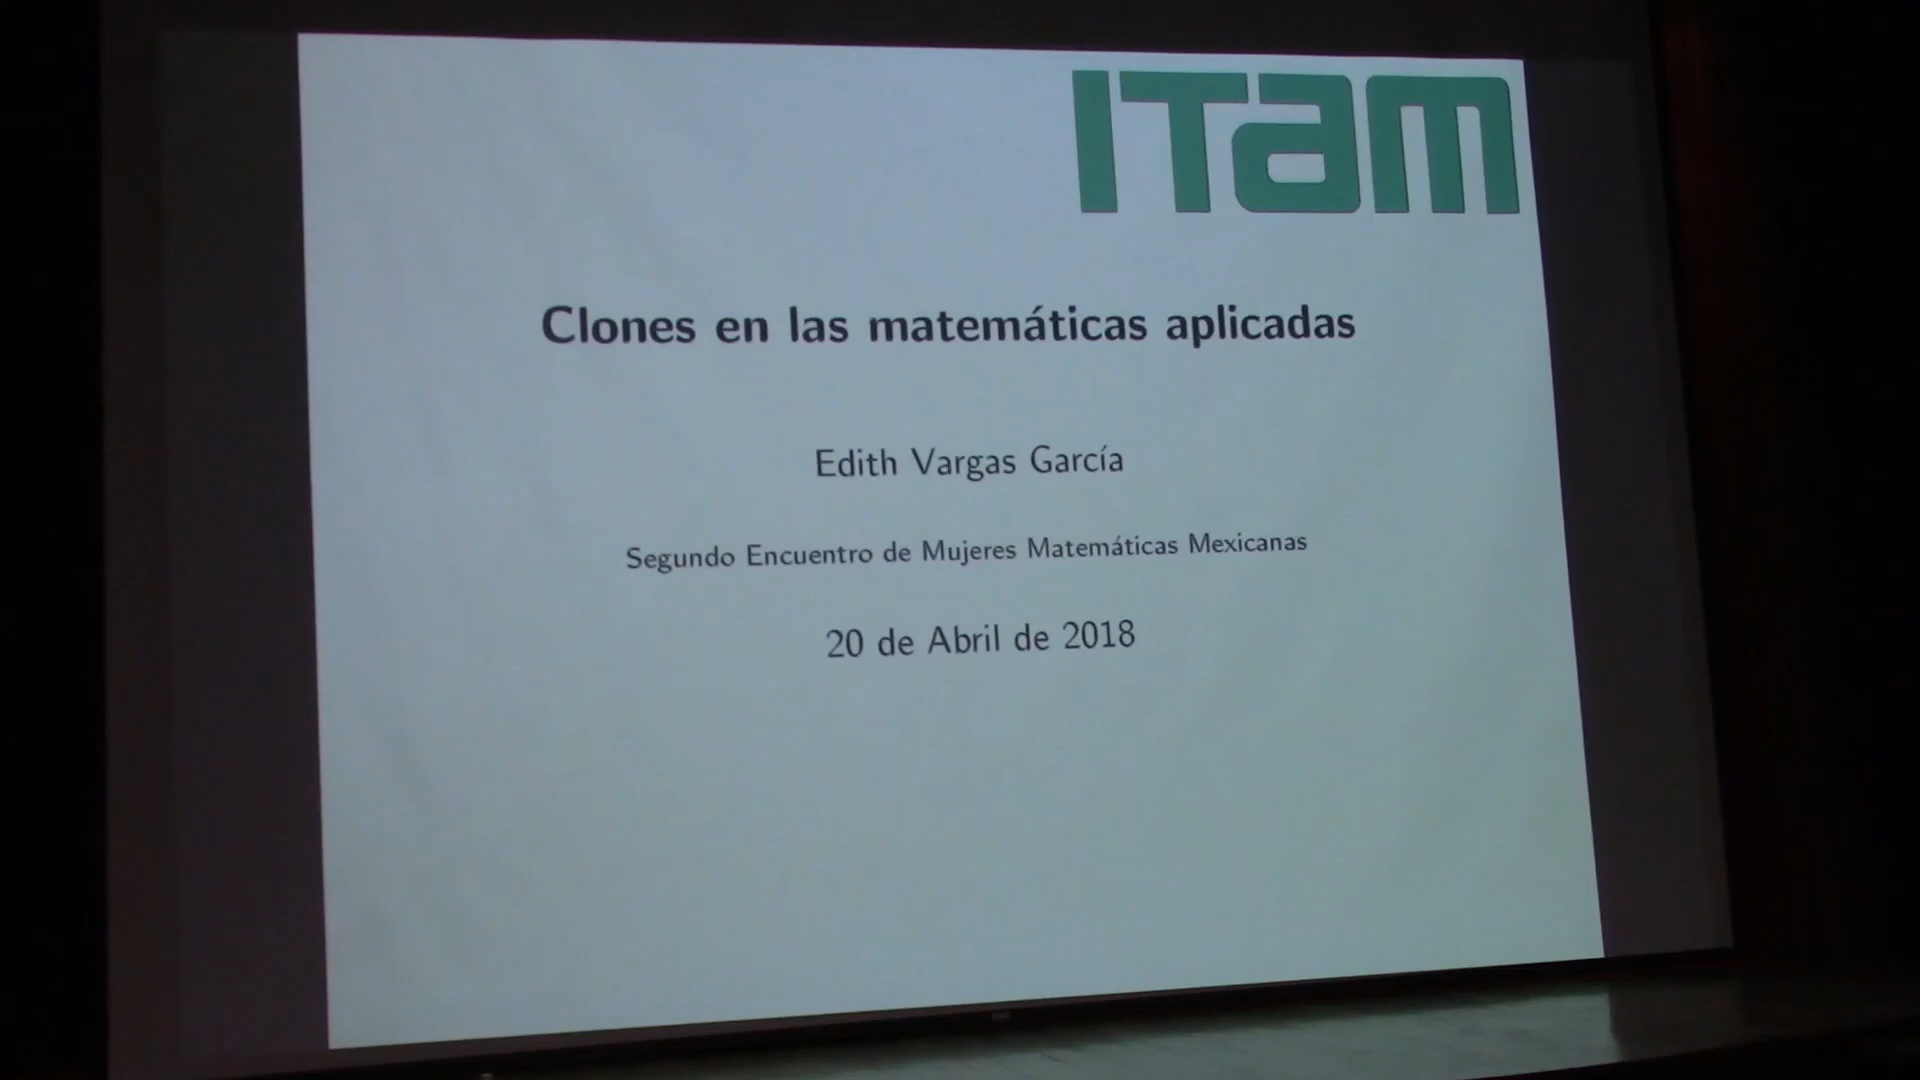 ITAM
Clones en las matemáticas aplicadas
Edith Vargas García
Segundo Encuentro de Mujeres Matemáticas Mexicanas
20 de Abril de 2018